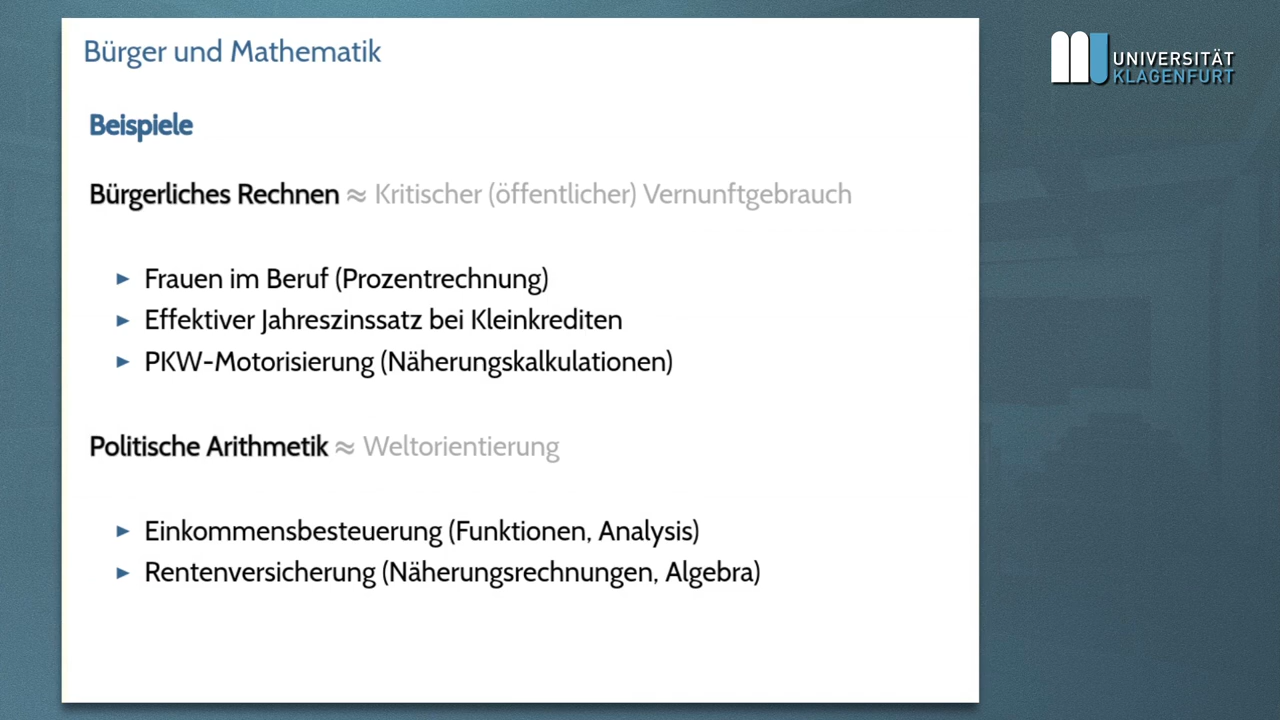 Bürger und Mathematik
UNIVERSITÄT
KLAGENFURT
Beispiele
Bürgerliches Rechnen ≈ Kritischer (öffentlicher) Vernunftgebrauch
► Frauen im Beruf (Prozentrechnung)
► Effektiver Jahreszinssatz bei Kleinkrediten
► PKW-Motorisierung (Näherungskalkulationen)
Politische Arithmetik ≈ Weltorientierung
► Einkommensbesteuerung (Funktionen, Analysis)
► Rentenversicherung (Näherungsrechnungen, Algebra)